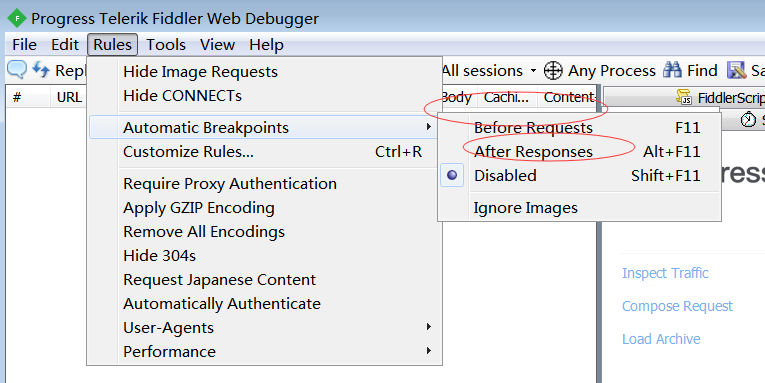 Progress Telerik Fiddler Web Debugger
File Edit Rules Tools View Help
Repl All sessions Any Process Find Sa
# URL Body Cachi... Content-
FiddlerScript
Hide Image Requests
Hide CONNECTs
Automatic Breakpoints
Customize Rules... Ctrl+R
Require Proxy Authentication
Apply GZIP Encoding
Remove All Encodings
Hide 304s
Request Japanese Content
Automatically Authenticate
User-Agents
Performance
Before Requests F11
After Responses Alt+F11
Disabled Shift+F11
Ignore Images
ress
Inspect Traffic
Compose Request
Load Archive